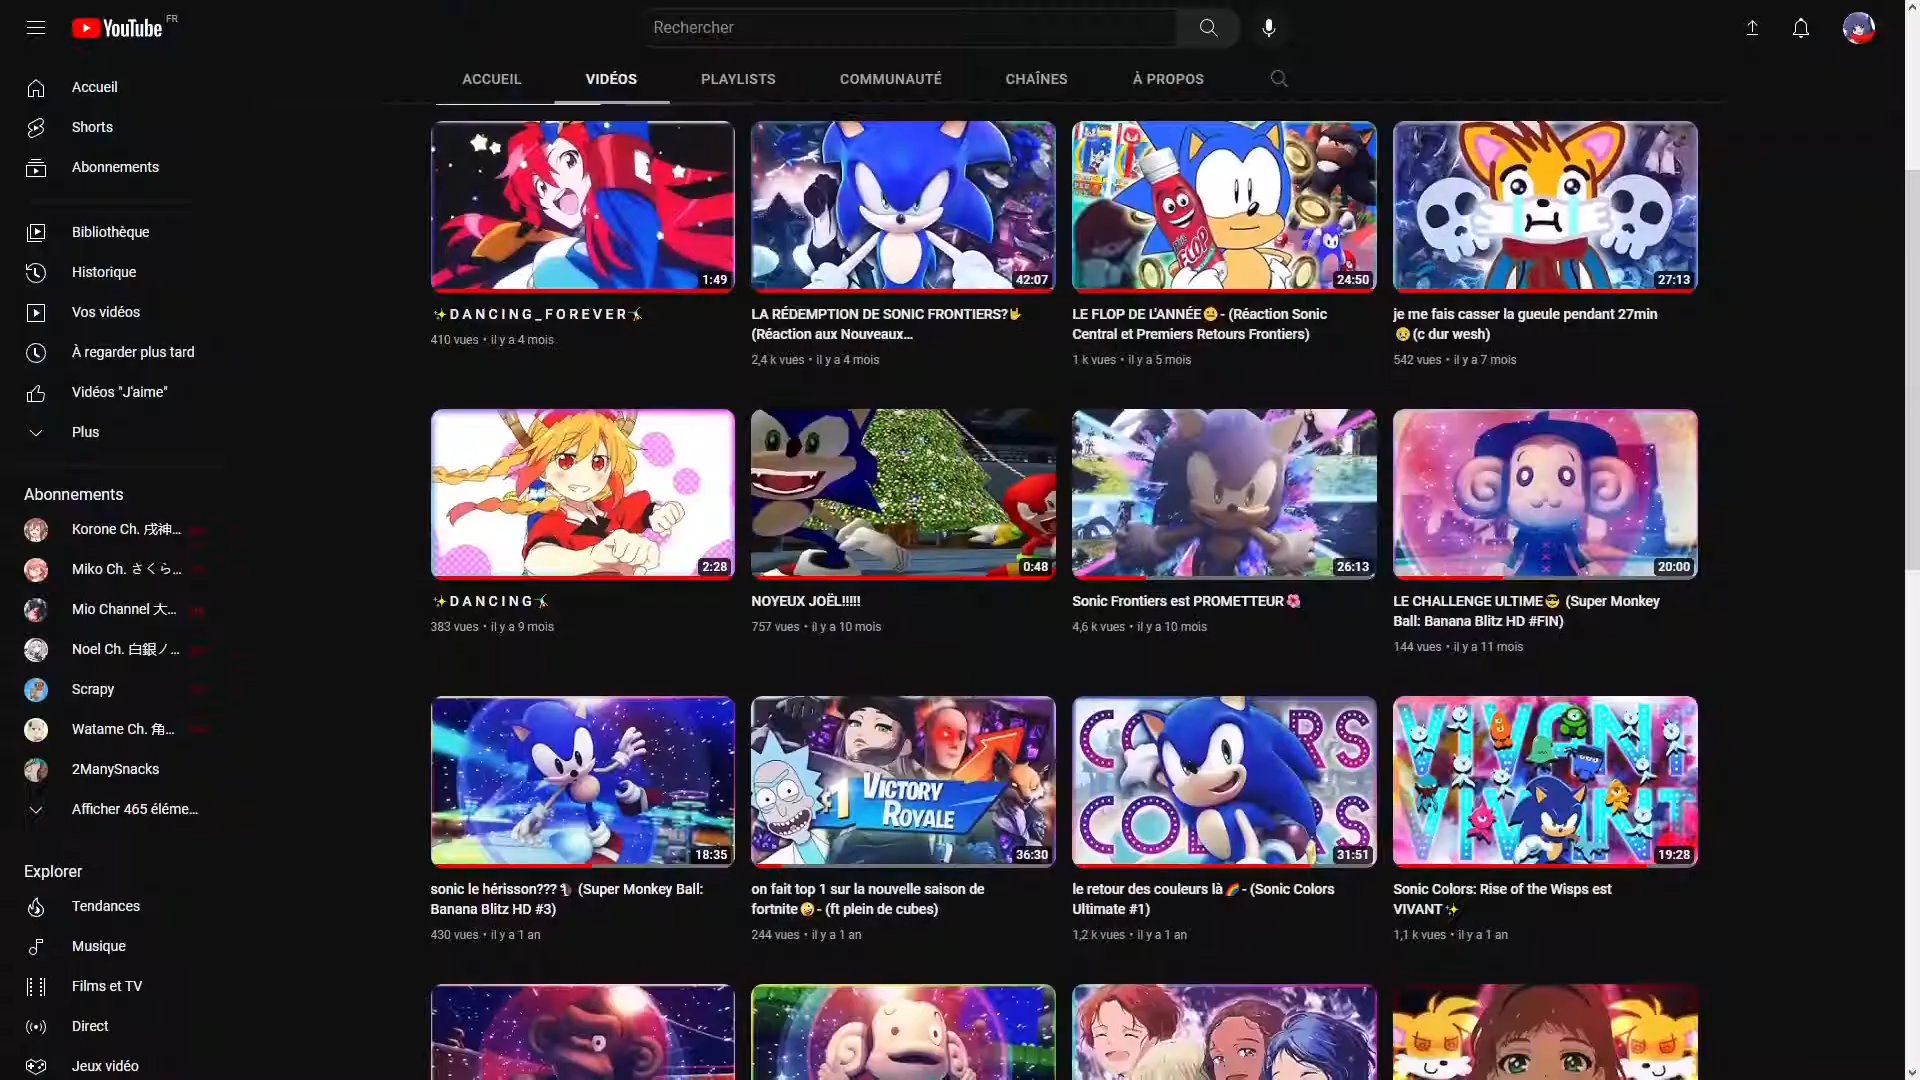 YouTube FR
Rechercher
ACCUEIL
VIDÉOS
PLAYLISTS
COMMUNAUTÉ
CHAÎNES
À PROPOS
Accueil
Shorts
Abonnements
Bibliothèque
Historique
Vos vidéos
À regarder plus tard
Vidéos "J'aime"
Plus
Abonnements
Korone Ch. 戌神...
Miko Ch. さくら...
Mio Channel 大...
Noel Ch. 白銀ノ...
Scrapy
Watame Ch. 角...
2ManySnacks
Afficher 465 éléme...
Explorer
Tendances
Musique
Films et TV
Direct
Jeux vidéo
1:49
✨D A N C I N G _ F O R E V E R🤺
410 vues • il y a 4 mois
42:07
LA RÉDEMPTION DE SONIC FRONTIERS?🤟
(Réaction aux Nouveaux...
2,4 k vues • il y a 4 mois
FLOP
24:50
LE FLOP DE L'ANNÉE😐 - (Réaction Sonic
Central et Premiers Retours Frontiers)
1 k vues • il y a 5 mois
27:13
je me fais casser la gueule pendant 27min
😢(c dur wesh)
542 vues • il y a 7 mois
2:28
✨D A N C I N G🤺
383 vues • il y a 9 mois
0:48
NOYEUX JOËL!!!!!
757 vues • il y a 10 mois
26:13
Sonic Frontiers est PROMETTEUR🌺
4,6 k vues • il y a 10 mois
20:00
LE CHALLENGE ULTIME😎 (Super Monkey
Ball: Banana Blitz HD #FIN)
144 vues • il y a 11 mois
18:35
sonic le hérisson???🎙 (Super Monkey Ball:
Banana Blitz HD #3)
430 vues • il y a 1 an
#1 VICTORY
ROYALE
36:30
on fait top 1 sur la nouvelle saison de
fortnite🤪 - (ft plein de cubes)
244 vues • il y a 1 an
31:51
le retour des couleurs là🌈 - (Sonic Colors
Ultimate #1)
1,2 k vues • il y a 1 an
VIVANT
VIVANT
19:28
Sonic Colors: Rise of the Wisps est
VIVANT✨
1,1 k vues • il y a 1 an